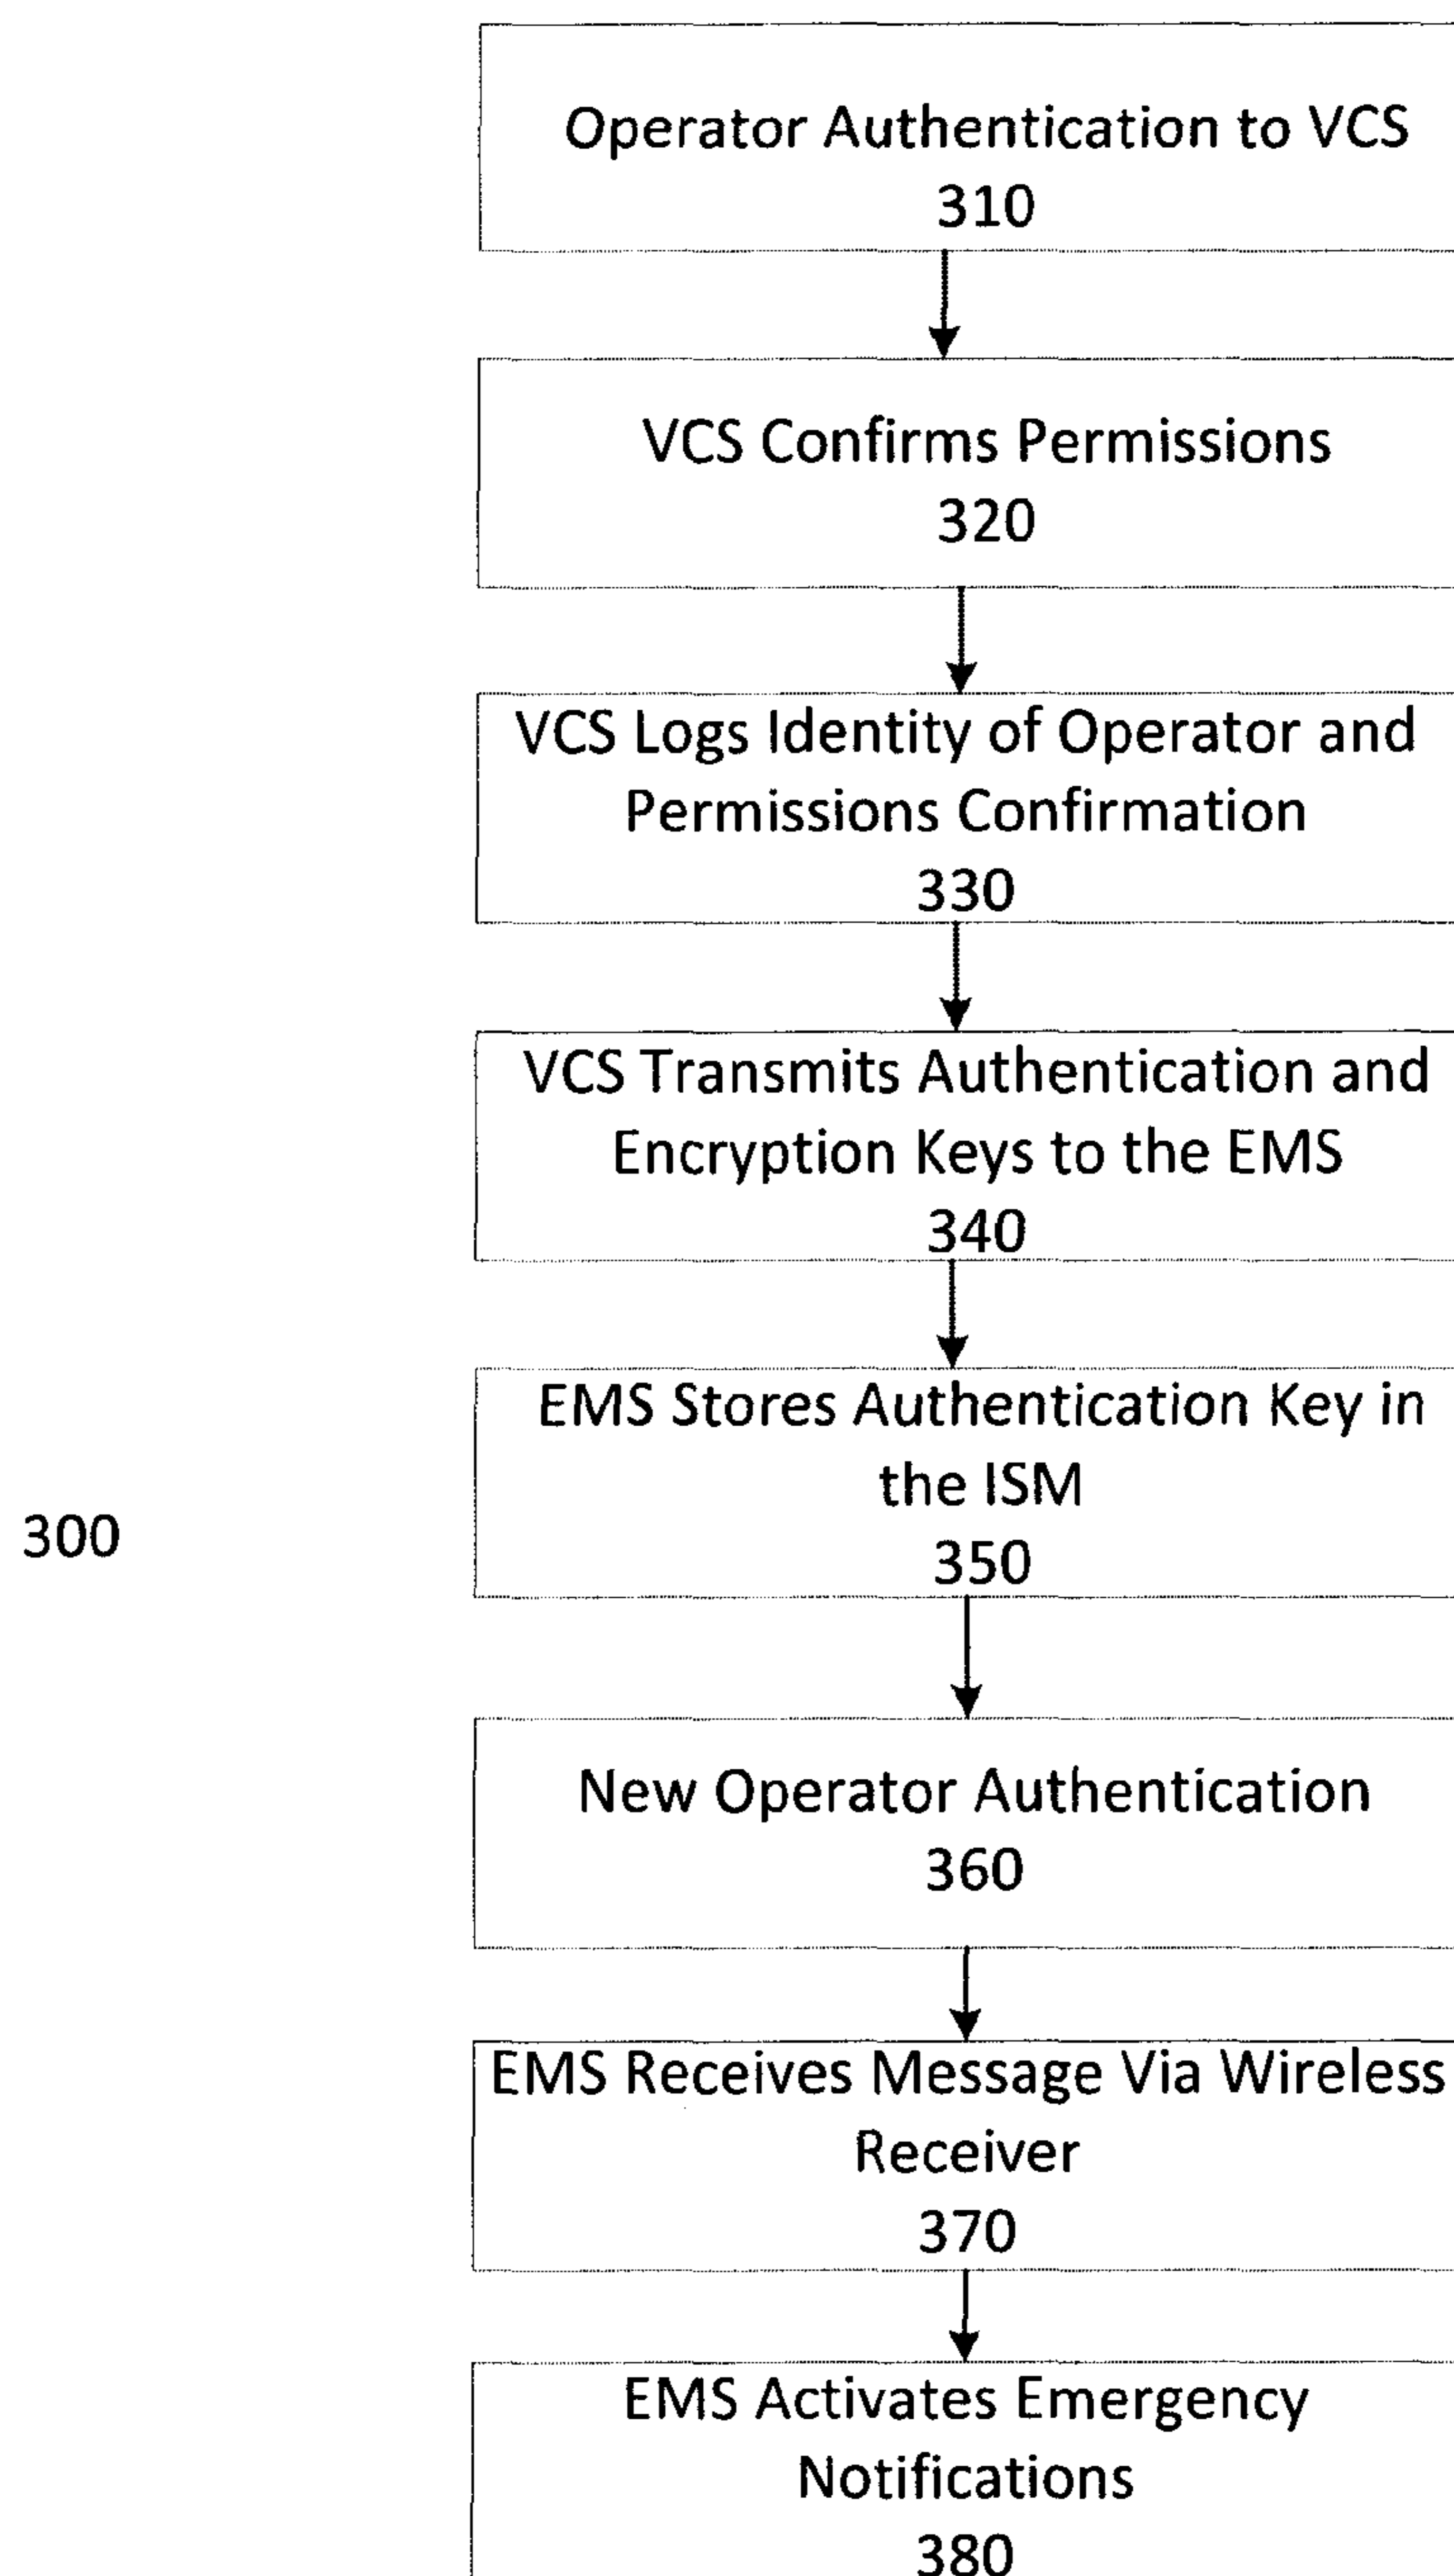 Operator Authentication to VCS
310
VCS Confirms Permissions
320
VCS Logs Identity of Operator and
Permissions Confirmation
330
VCS Transmits Authentication and
Encryption Keys to the EMS
340
EMS Stores Authentication Key in
the ISM
350
300
New Operator Authentication
360
EMS Receives Message Via Wireless
Receiver
370
EMS Activates Emergency
Notifications
380